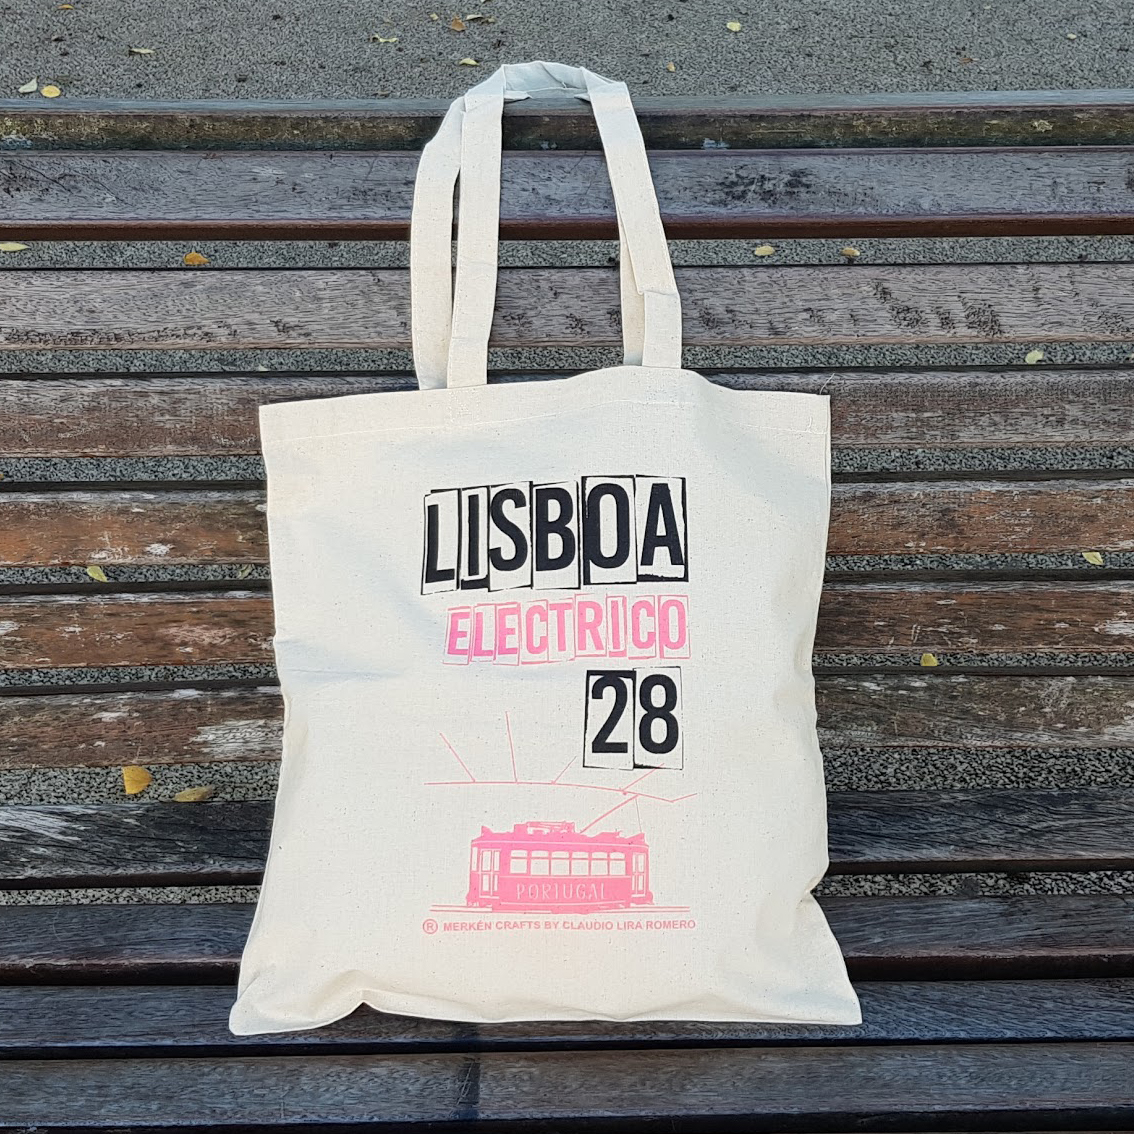 LISBOA
ELECTRICO
28
PORTUGAL
® MERKÉN CRAFTS BY CLAUDIO LIRA ROMERO